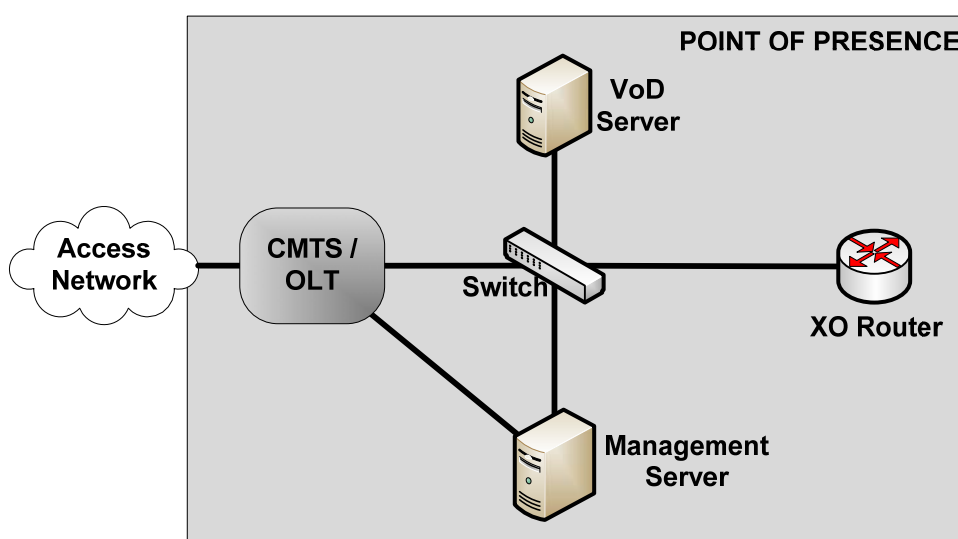 POINT OF PRESENCE
VoD
Server
Access
Network
CMTS /
OLT
Switch
XO Router
Management
Server